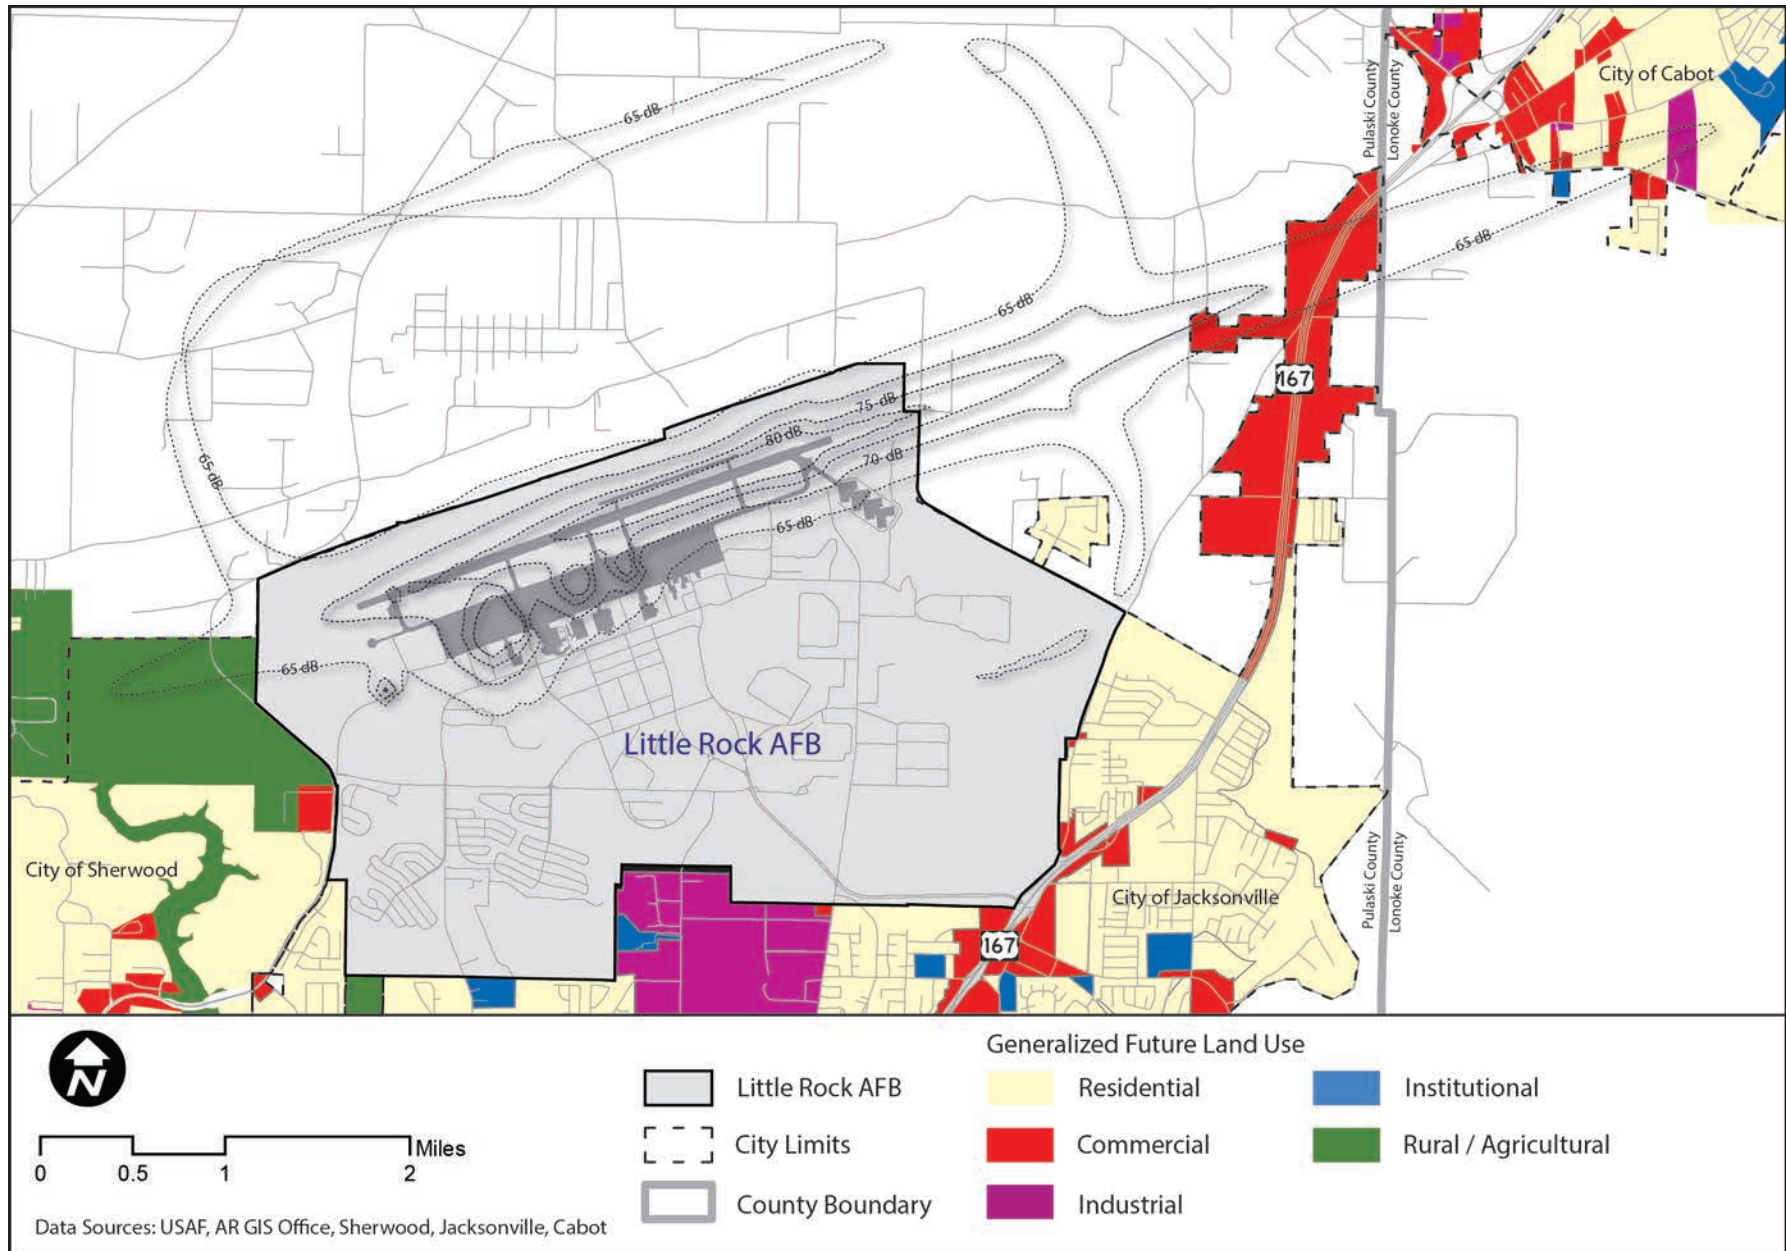 65 dB
City of Cabot
Pulaski County
Lonoke County
65 dB
65 dB
65 dB
167
75 dB
80 dB
70 dB
65 dB
65 dB
65 dB
Little Rock AFB
City of Sherwood
City of Jacksonville
Pulaski County
Lonoke County
167
N
0 0.5 1 2 Miles
Data Sources: USAF, AR GIS Office, Sherwood, Jacksonville, Cabot
Little Rock AFB
City Limits
County Boundary
Generalized Future Land Use
Residential
Commercial
Industrial
Institutional
Rural / Agricultural